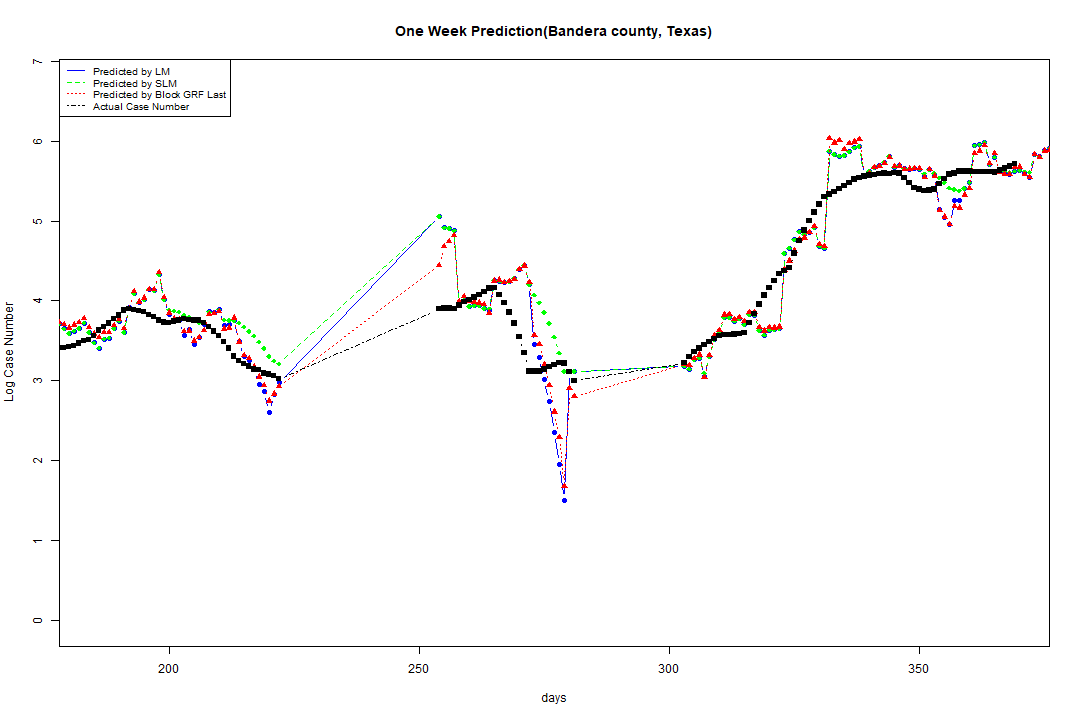 One Week Prediction(Bandera county, Texas)
Predicted by LM
Predicted by SLM
Predicted by Block GRF Last
Actual Case Number
7
6
5
4
3
2
1
0
Log Case Number
200 250 300 350
days